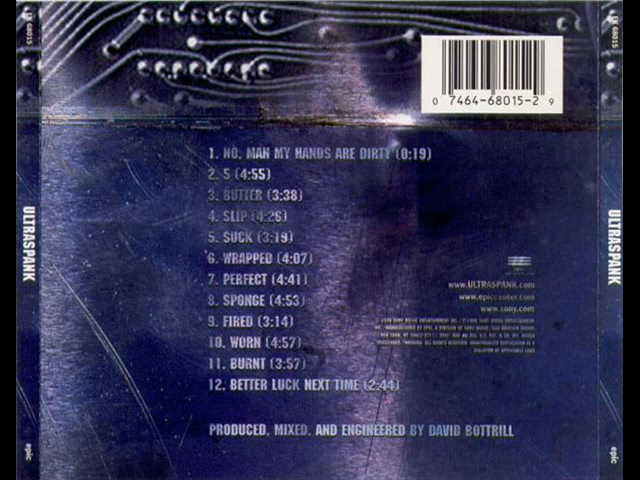 EK 68015
ULTRASPANK
epic
0 7464-68015-2 9
1. NO, MAN MY HANDS ARE DIRTY (0:19)
2. 5 (4:55)
3. BUTTER (3:38)
4. SLIP (4:26)
5. SUCK (3:19)
6. WRAPPED (4:07)
7. PERFECT (4:41)
8. SPONGE (4:53)
9. FIRED (3:14)
10. WORN (4:57)
11. BURNT (3:57)
12. BETTER LUCK NEXT TIME (2:44)
PRODUCED, MIXED, AND ENGINEERED BY DAVID BOTTRILL
www.ULTRASPANK.com
www.epiccenter.com
www.sony.com
EK 68015
ULTRASPANK
epic